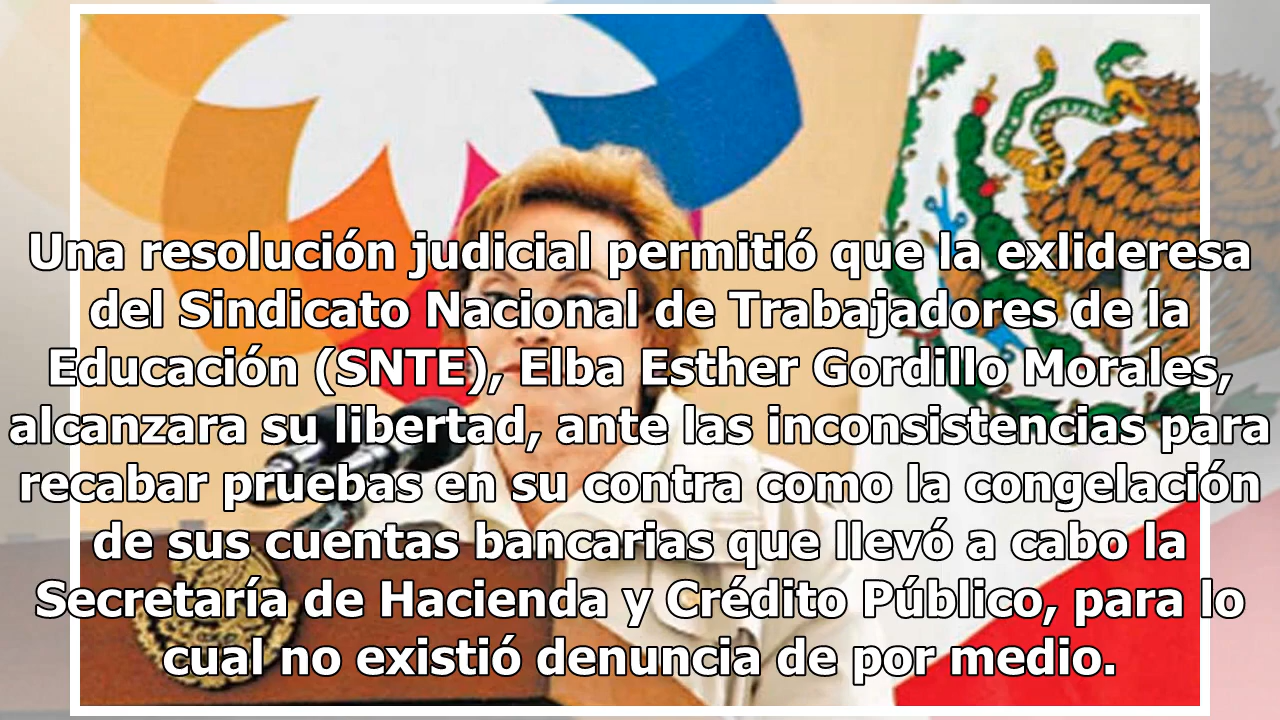 Una resolución judicial permitió que la exlideresa
del Sindicato Nacional de Trabajadores de la
Educación (SNTE), Elba Esther Gordillo Morales,
alcanzara su libertad, ante las inconsistencias para
recabar pruebas en su contra como la congelación
de sus cuentas bancarias que llevó a cabo la
Secretaría de Hacienda y Crédito Público, para lo
cual no existió denuncia de por medio.